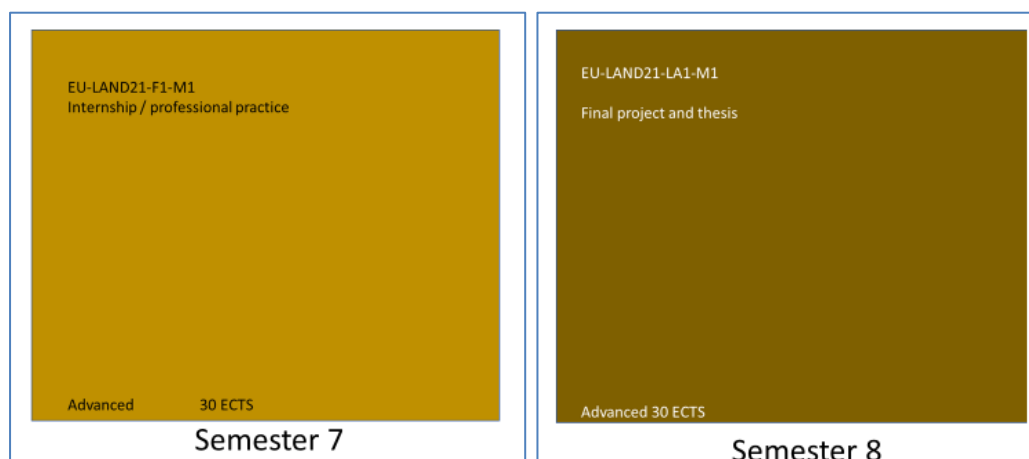 EU-LAND21-F1-M1
Internship / professional practice
Advanced 30 ECTS
Semester 7
EU-LAND21-LA1-M1
Final project and thesis
Advanced 30 ECTS
Semester 8